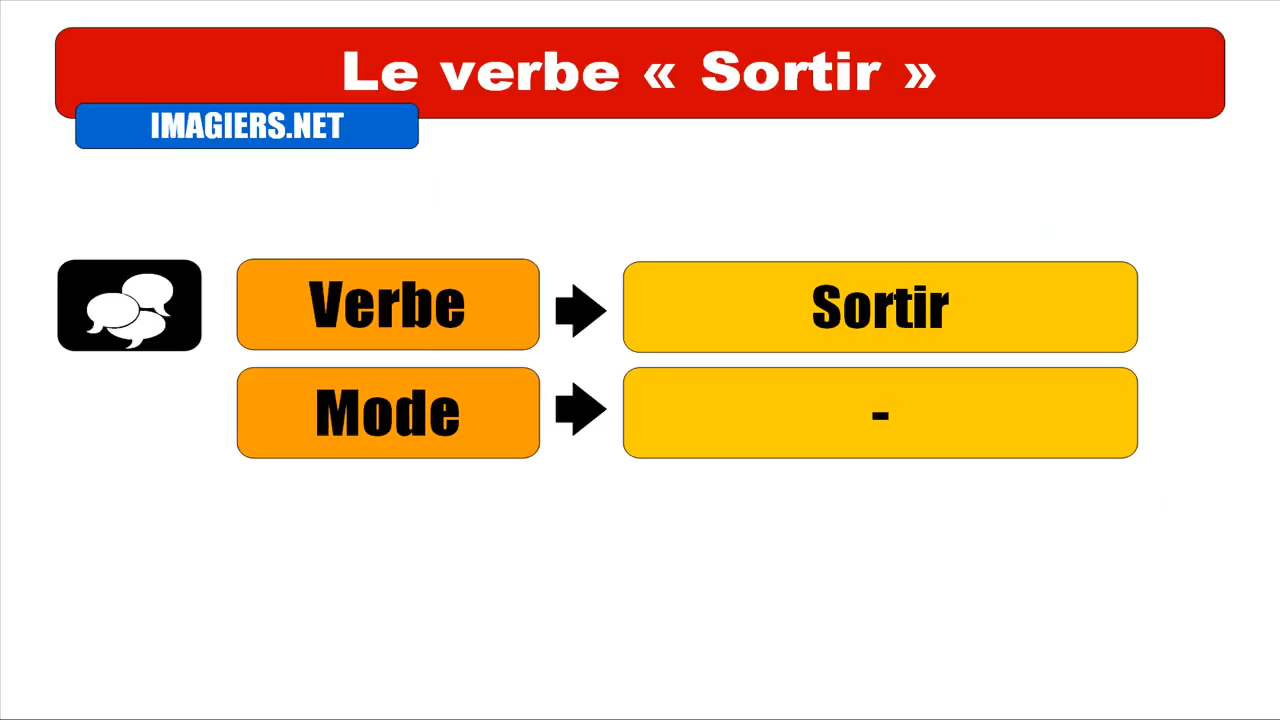 Le verbe « Sortir »
IMAGIERS.NET
Verbe
Sortir
Mode
-